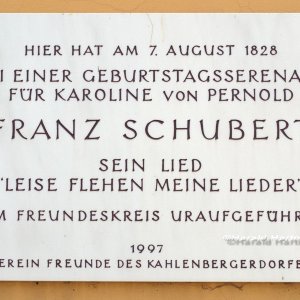 HIER HAT AM 7. AUGUST 1828
I EINER GEBURTSTAGSSERENA
FÜR KAROLINE VON PERNOLD
FRANZ SCHUBERT
SEIN LIED
"LEISE FLEHEN MEINE LIEDER"
M FREUNDESKREIS URAUFGEFÜHR
1997
EREIN FREUNDE DES KAHLENBERGERDORFE